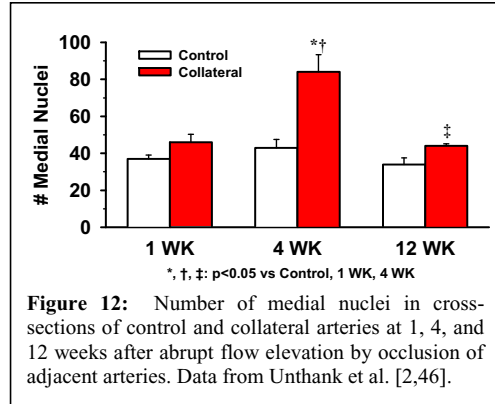 100
Control
Collateral
*†
80
60
# Medial Nuclei
40
‡
20
0
1 WK 4 WK 12 WK
*, †, ‡: p<0.05 vs Control, 1 WK, 4 WK
Figure 12: Number of medial nuclei in cross-
sections of control and collateral arteries at 1, 4, and
12 weeks after abrupt flow elevation by occlusion of
adjacent arteries. Data from Unthank et al. [2,46].